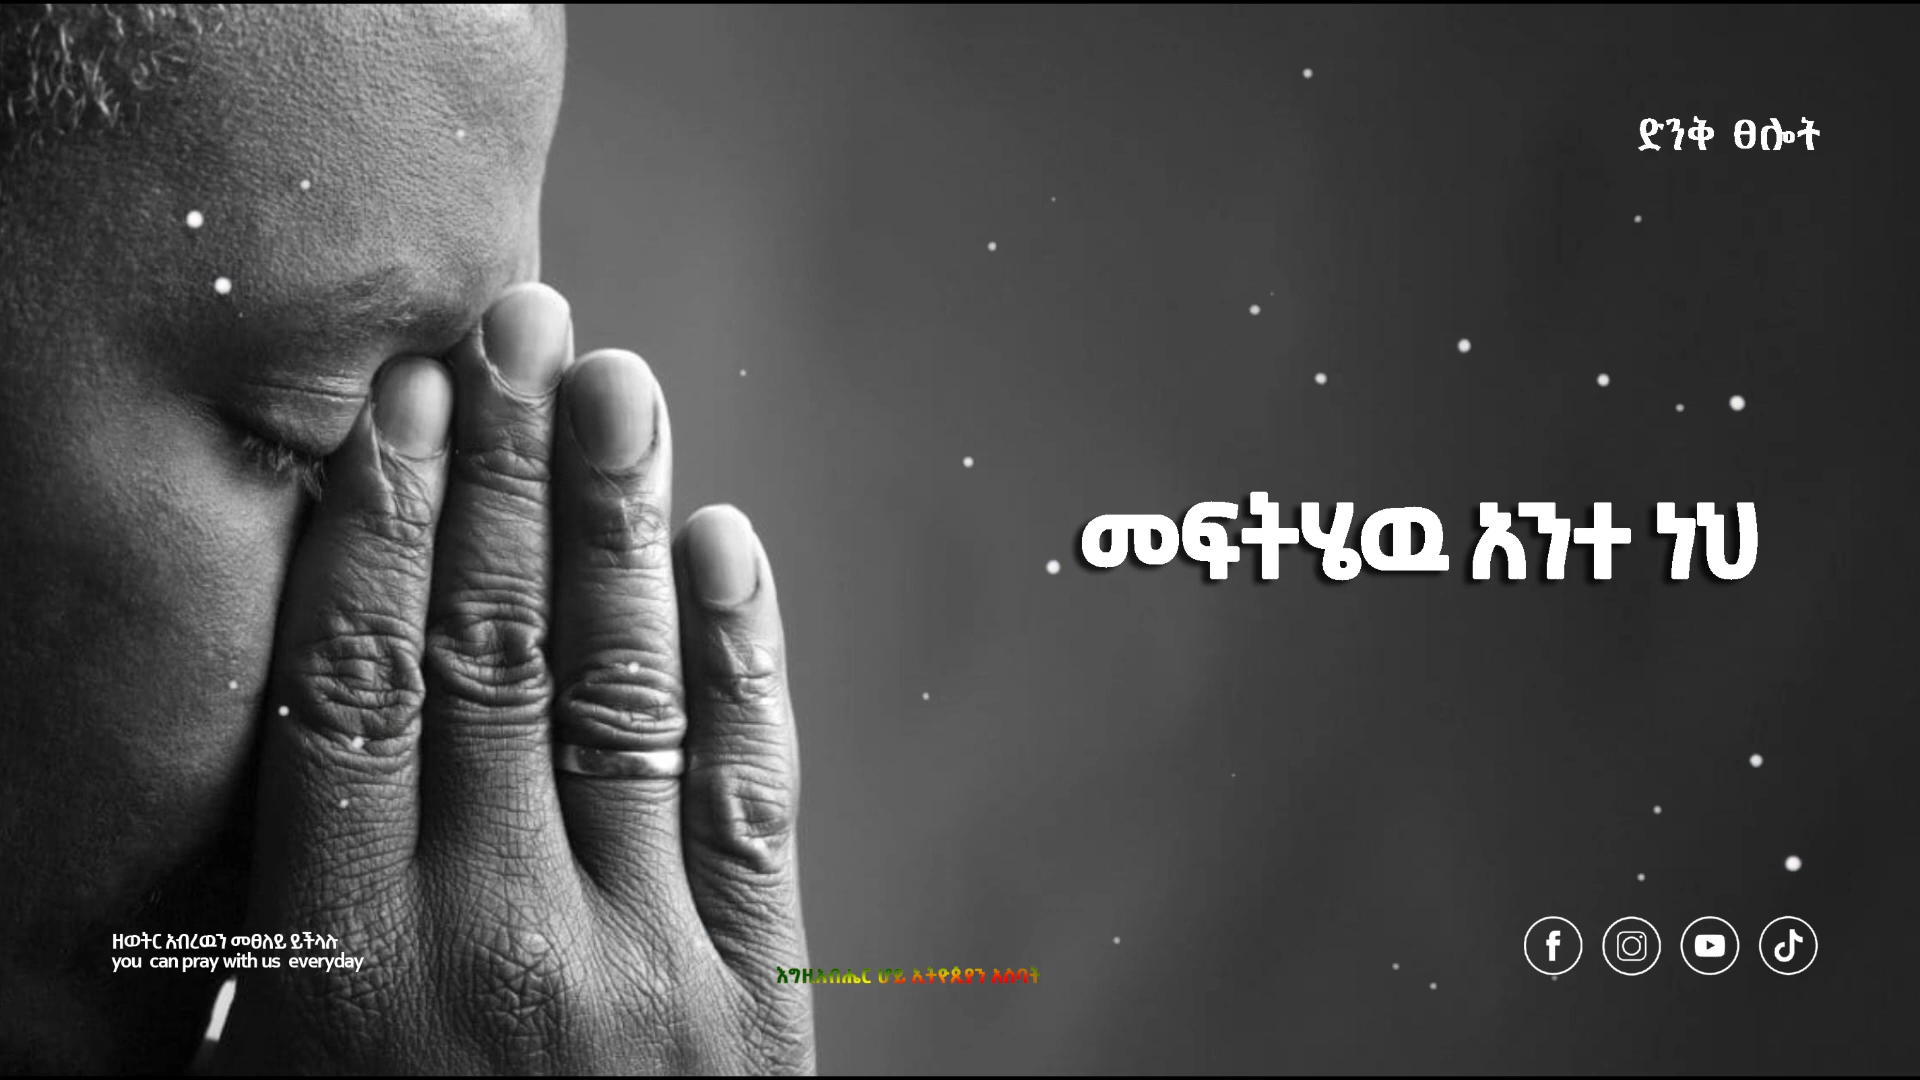 ድንቅ ፀሎት
መፍትሄዉ አንተ ነህ
ዘወትር አብረዉን መፀለይ ይችላሉ
you can pray with us everyday
እግዚአብሔር ሆይ ኢትዮጵያን አስባት